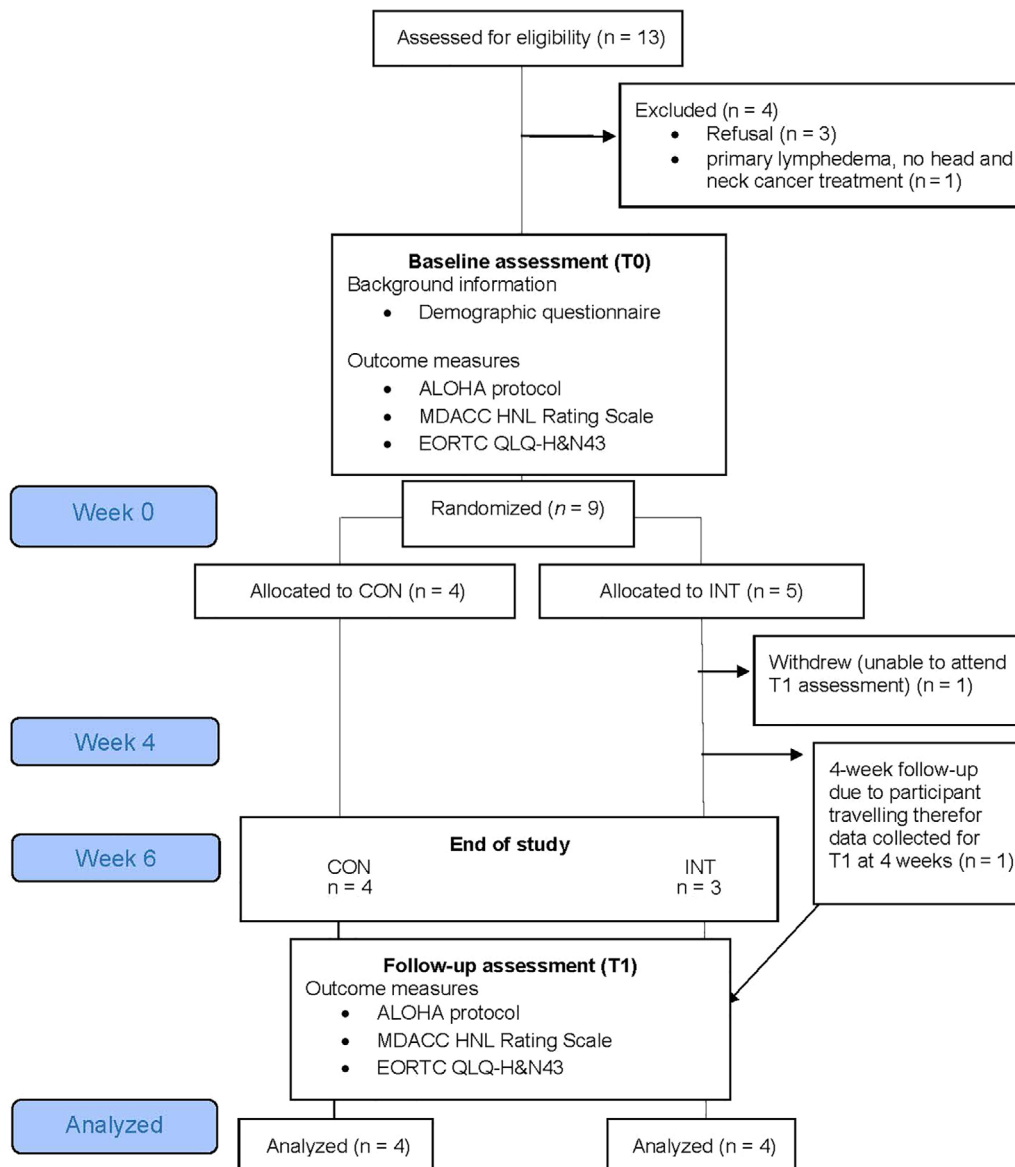 Assessed for eligibility (n = 13)
Excluded (n = 4)
• Refusal (n = 3)
• primary lymphedema, no head and
neck cancer treatment (n = 1)
Baseline assessment (T0)
Background information
• Demographic questionnaire
Outcome measures
• ALOHA protocol
• MDACC HNL Rating Scale
• EORTC QLQ-H&N43
Week 0
Randomized (n = 9)
Allocated to CON (n = 4)
Allocated to INT (n = 5)
Withdrew (unable to attend
T1 assessment) (n = 1)
Week 4
4-week follow-up
due to participant
travelling therefor
data collected for
T1 at 4 weeks (n = 1)
Week 6
End of study
CON
n = 4
INT
n = 3
Follow-up assessment (T1)
Outcome measures
• ALOHA protocol
• MDACC HNL Rating Scale
• EORTC QLQ-H&N43
Analyzed
Analyzed (n = 4)
Analyzed (n = 4)